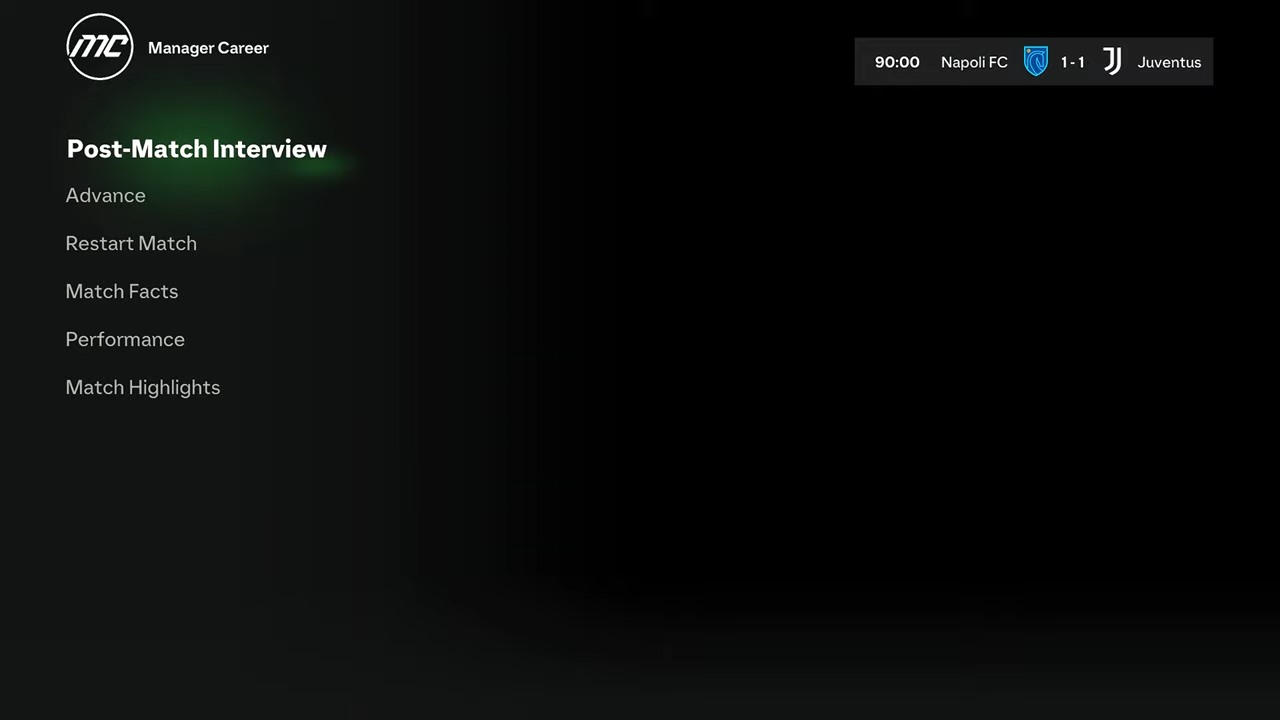 MC Manager Career
90:00 Napoli FC 1 - 1 Juventus
Post-Match Interview
Advance
Restart Match
Match Facts
Performance
Match Highlights